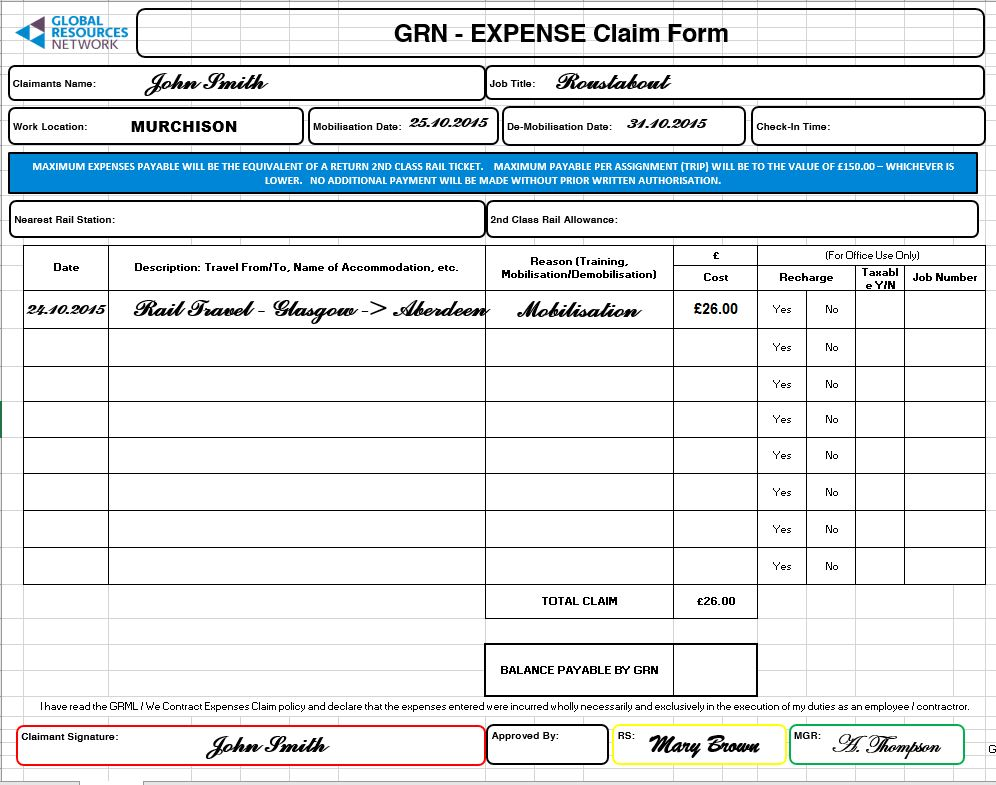 GLOBAL RESOURCES NETWORK
GRN - EXPENSE Claim Form
Claimants Name: John Smith Job Title: Roustabout
Work Location: MURCHISON Mobilisation Date: 25.10.2015 De-Mobilisation Date: 31.10.2015 Check-In Time:
MAXIMUM EXPENSES PAYABLE WILL BE THE EQUIVALENT OF A RETURN 2ND CLASS RAIL TICKET. MAXIMUM PAYABLE PER ASSIGNMENT (TRIP) WILL BE TO THE VALUE OF £150.00 – WHICHEVER IS
LOWER. NO ADDITIONAL PAYMENT WILL BE MADE WITHOUT PRIOR WRITTEN AUTHORISATION.
Nearest Rail Station: 2nd Class Rail Allowance:
Date Description: Travel From/To, Name of Accommodation, etc. Reason (Training, Mobilisation/Demobilisation) £ Cost (For Office Use Only)
Recharge Taxable Y/N Job Number
24.10.2015 Rail Travel - Glasgow -> Aberdeen Mobilisation £26.00 Yes No
Yes No
Yes No
Yes No
Yes No
Yes No
Yes No
Yes No
TOTAL CLAIM £26.00
BALANCE PAYABLE BY GRN
I have read the GRML / We Contract Expenses Claim policy and declare that the expenses entered were incurred wholly necessarily and exclusively in the execution of my duties as an employee / contractror.
Claimant Signature: John Smith Approved By: RS: Mary Brown MGR: A. Thompson
G